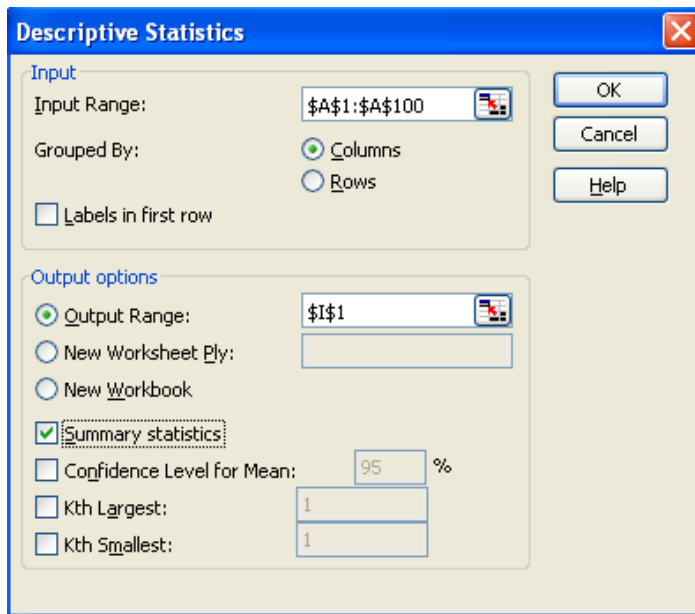 Descriptive Statistics
Input
Input Range: $A$1:$A$100
OK
Cancel
Help
Grouped By: Columns
Rows
Labels in first row
Output options
Output Range: $I$1
New Worksheet Ply:
New Workbook
Summary statistics
Confidence Level for Mean: 95 %
Kth Largest: 1
Kth Smallest: 1